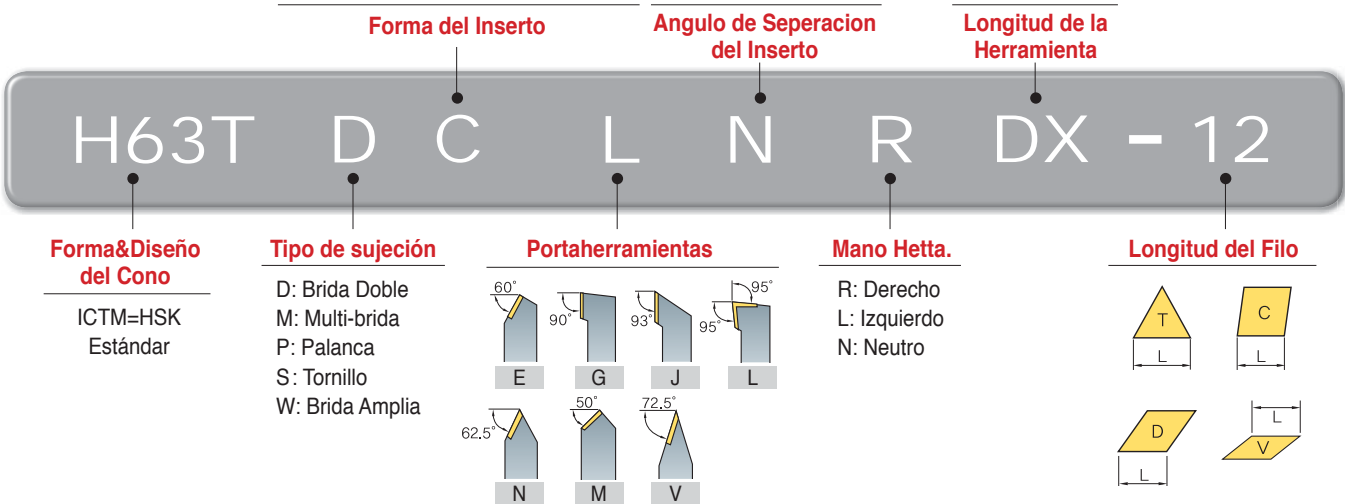 Forma del Inserto
Angulo de Seperacion
del Inserto
Longitud de la
Herramienta
H63T D C L N R DX - 12
Forma&Diseño
del Cono
ICTM=HSK
Estándar
Tipo de sujeción
D: Brida Doble
M: Multi-brida
P: Palanca
S: Tornillo
W: Brida Amplia
Portaherramientas
60°
90°
93°
95°
95°
E G J L
62.5°
50°
72.5°
N M V
Mano Hetta.
R: Derecho
L: Izquierdo
N: Neutro
Longitud del Filo
T
C
L
L
D
L
L
V